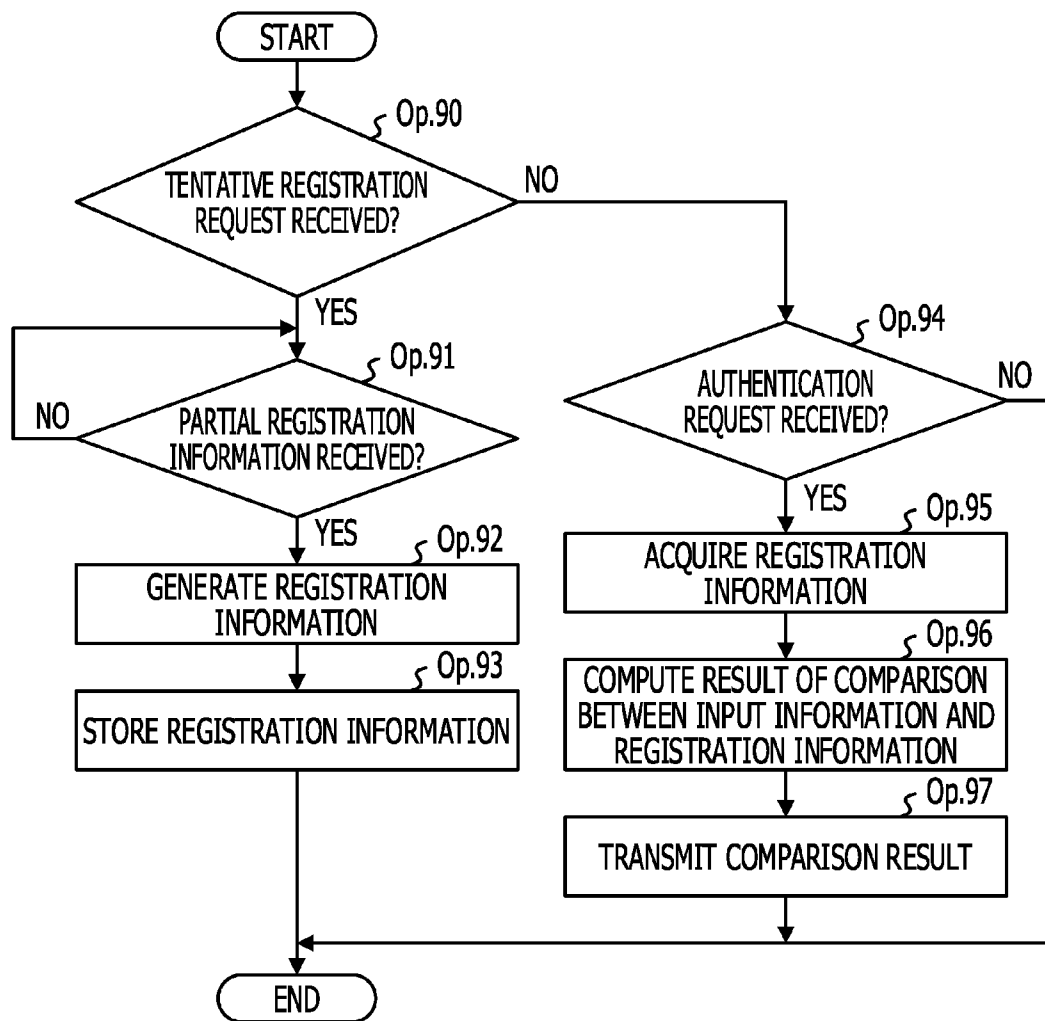 START
Op.90
TENTATIVE REGISTRATION
REQUEST RECEIVED?
NO
YES
Op.91
PARTIAL REGISTRATION
INFORMATION RECEIVED?
NO
YES
Op.92
GENERATE REGISTRATION
INFORMATION
Op.93
STORE REGISTRATION INFORMATION
Op.94
AUTHENTICATION
REQUEST RECEIVED?
NO
YES
Op.95
ACQUIRE REGISTRATION
INFORMATION
Op.96
COMPUTE RESULT OF COMPARISON
BETWEEN INPUT INFORMATION AND
REGISTRATION INFORMATION
Op.97
TRANSMIT COMPARISON RESULT
END